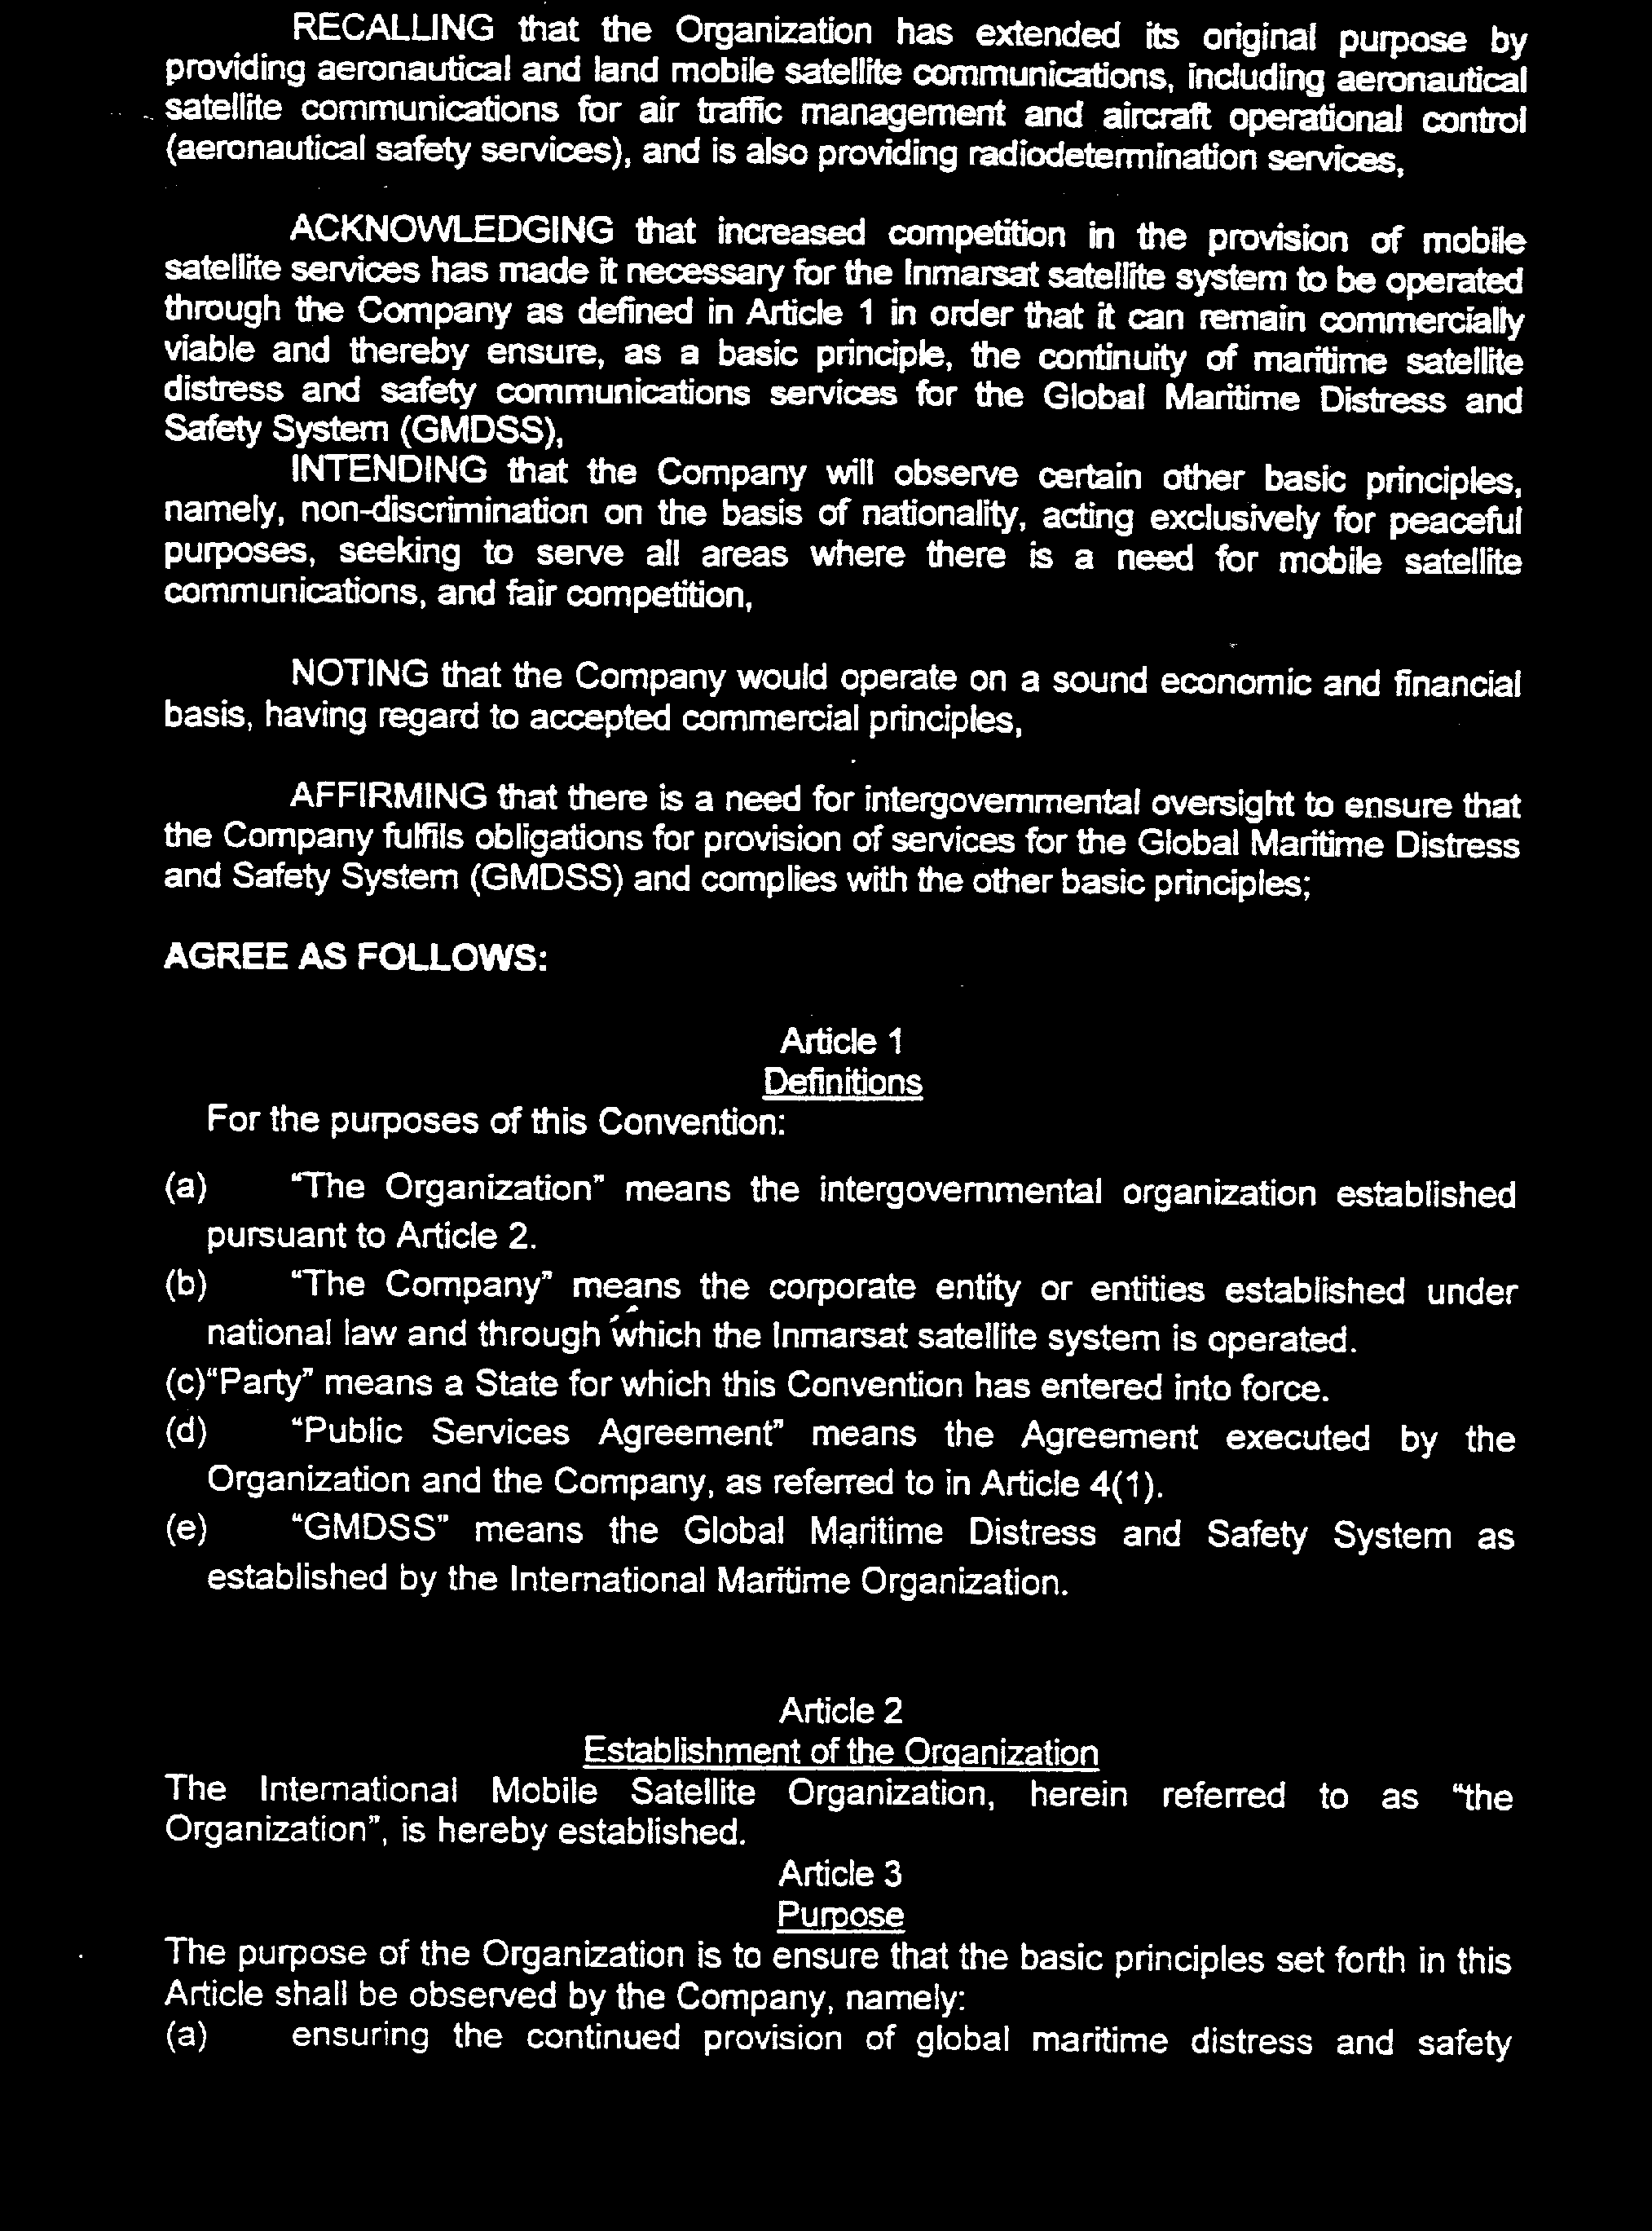 RECALLING that the Organization has extended its original purpose by
providing aeronautical and land mobile satellite communications, including aeronautical
satellite communications for air traffic management and aircraft operational control
(aeronautical safety services), and is also providing radiodetermination services,
ACKNOWLEDGING that increased competition in the provision of mobile
satellite services has made it necessary for the Inmarsat satellite system to be operated
through the Company as defined in Article 1 in order that it can remain commercially
viable and thereby ensure, as a basic principle, the continuity of maritime satellite
distress and safety communications services for the Global Maritime Distress and
Safety System (GMDSS),
INTENDING that the Company will observe certain other basic principles,
namely, non-discrimination on the basis of nationality, acting exclusively for peaceful
purposes, seeking to serve all areas where there is a need for mobile satellite
communications, and fair competition,
NOTING that the Company would operate on a sound economic and financial
basis, having regard to accepted commercial principles,
AFFIRMING that there is a need for intergovernmental oversight to ensure that
the Company fulfils obligations for provision of services for the Global Maritime Distress
and Safety System (GMDSS) and complies with the other basic principles;
AGREE AS FOLLOWS:
Article 1
Definitions
For the purposes of this Convention:
(a) “The Organization” means the intergovernmental organization established
pursuant to Article 2.
(b) “The Company” means the corporate entity or entities established under
national law and through which the Inmarsat satellite system is operated.
(c)“Party” means a State for which this Convention has entered into force.
(d) “Public Services Agreement” means the Agreement executed by the
Organization and the Company, as referred to in Article 4(1).
(e) “GMDSS” means the Global Maritime Distress and Safety System as
established by the International Maritime Organization.
Article 2
Establishment of the Organization
The International Mobile Satellite Organization, herein referred to as “the
Organization”, is hereby established.
Article 3
Purpose
The purpose of the Organization is to ensure that the basic principles set forth in this
Article shall be observed by the Company, namely:
(a) ensuring the continued provision of global maritime distress and safety